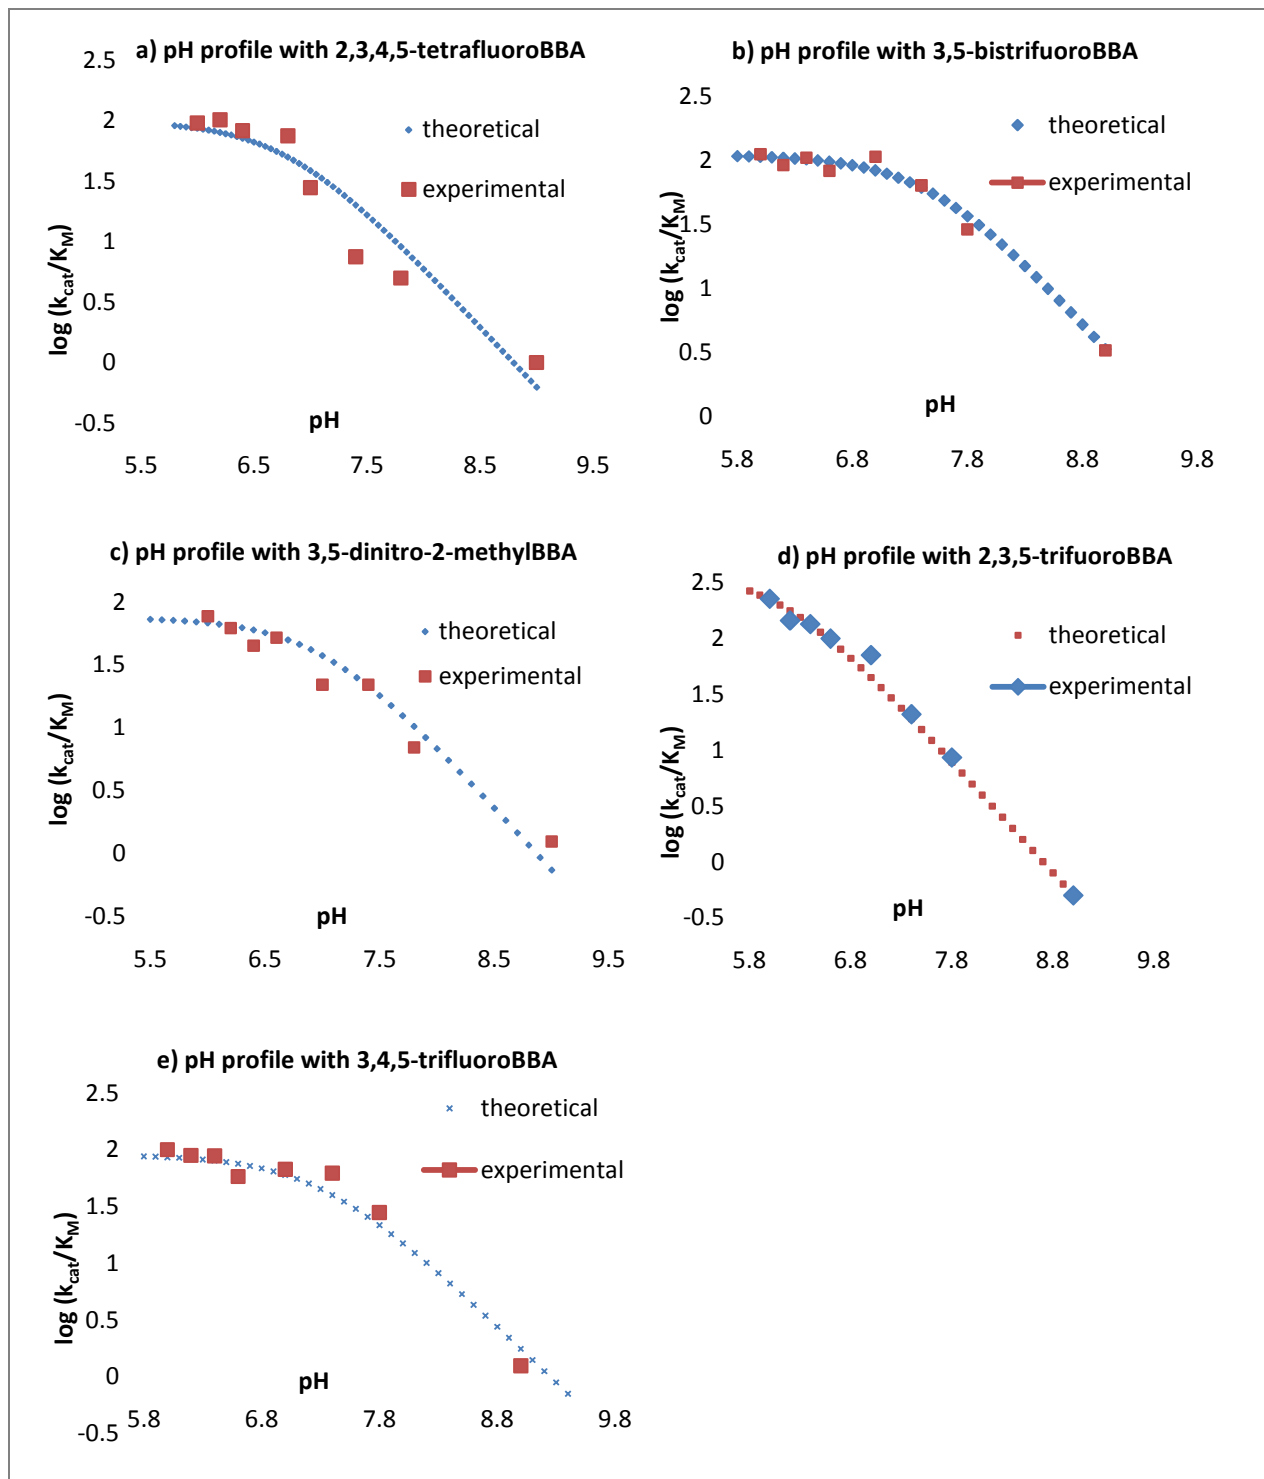 a) pH profile with 2,3,4,5-tetrafluoroBBA
2.5
2
1.5
1
0.5
0
-0.5
5.5 6.5 7.5 8.5 9.5
log (kcat/KM)
pH
theoretical
experimental
b) pH profile with 3,5-bistrifuoroBBA
2.5
2
1.5
1
0.5
0
5.8 6.8 7.8 8.8 9.8
log (kcat/KM)
pH
theoretical
experimental
c) pH profile with 3,5-dinitro-2-methylBBA
2
1.5
1
0.5
0
-0.5
5.5 6.5 7.5 8.5 9.5
log (kcat/KM)
pH
theoretical
experimental
d) pH profile with 2,3,5-trifuoroBBA
2.5
2
1.5
1
0.5
0
-0.5
5.8 6.8 7.8 8.8 9.8
log (kcat/KM)
pH
theoretical
experimental
e) pH profile with 3,4,5-trifluoroBBA
2.5
2
1.5
1
0.5
0
-0.5
5.8 6.8 7.8 8.8 9.8
log (kcat/KM)
pH
theoretical
experimental